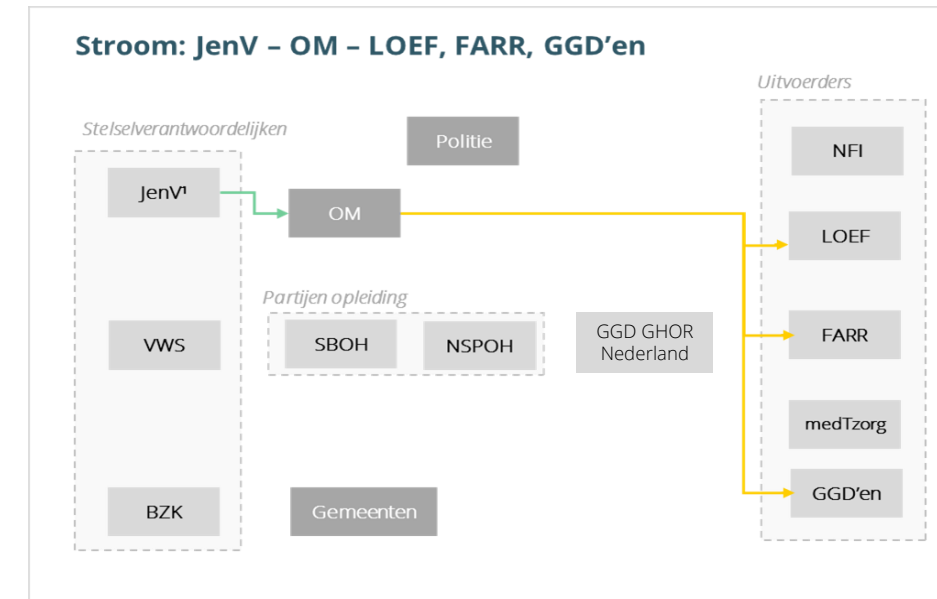 Stroom: JenV – OM – LOEF, FARR, GGD’en
Uitvoerders
Stelselverantwoordelijken
Politie
NFI
JenV¹
OM
LOEF
Partijen opleiding
VWS
SBOH
NSPOH
GGD GHOR
Nederland
FARR
medTzorg
GGD’en
BZK
Gemeenten